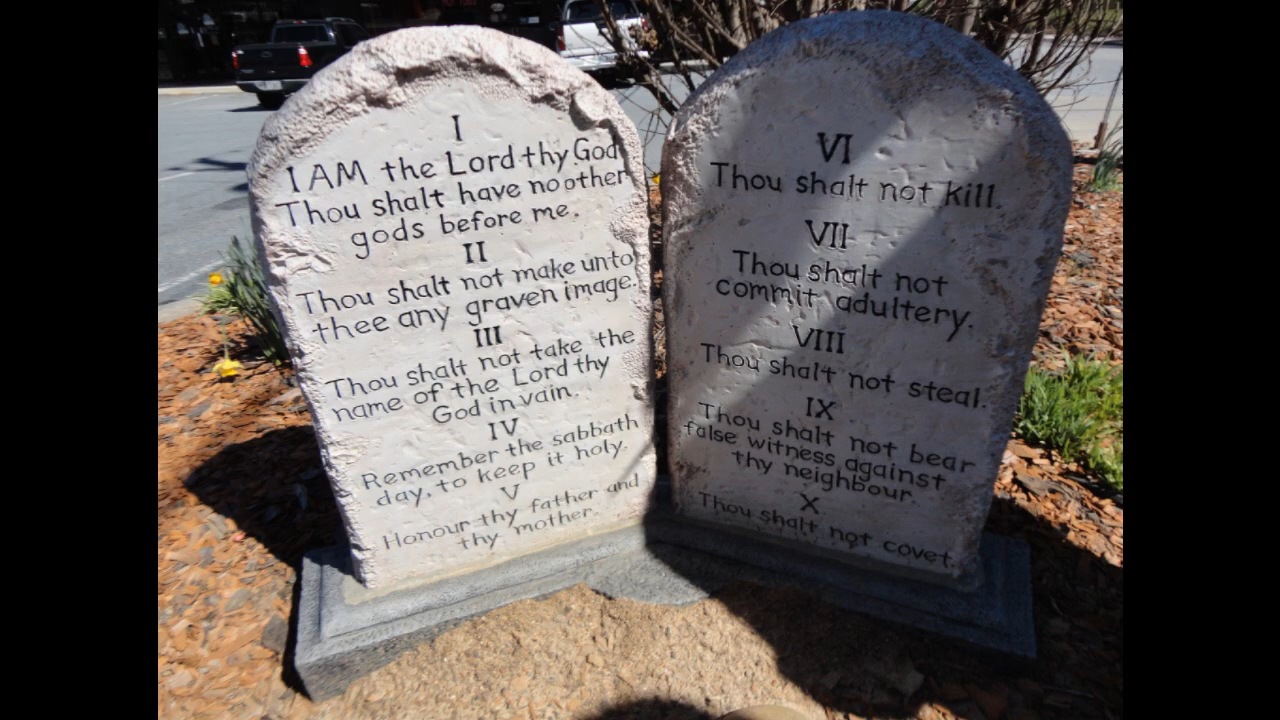 I
I AM the Lord thy God
Thou shalt have no other
gods before me.
II
Thou shalt not make unto
thee any graven image.
III
Thou shalt not take the
name of the Lord thy
God in vain.
IV
Remember the sabbath
day, to keep it holy.
V
Honour thy father and
thy mother.
VI
Thou shalt not kill.
VII
Thou shalt not
commit adultery.
VIII
Thou shalt not steal.
IX
Thou shalt not bear
false witness against
thy neighbour.
X
Thou shalt not covet.